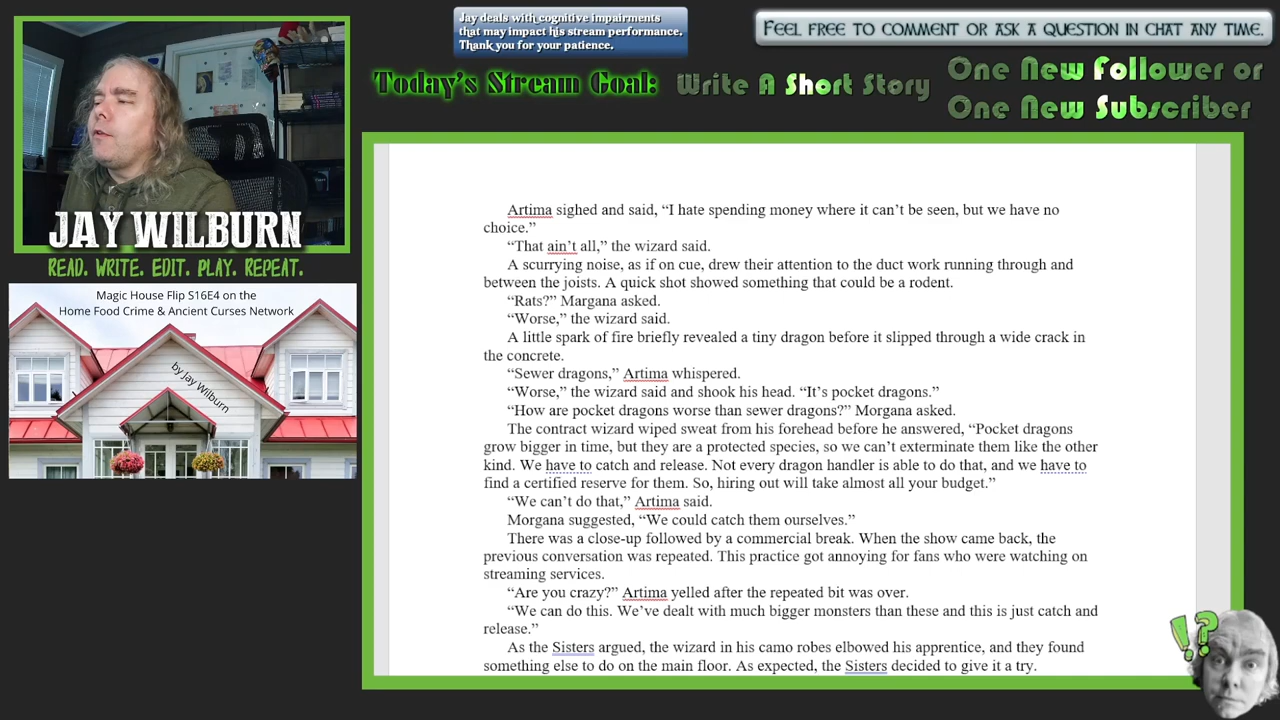 Jay deals with cognitive impairments
that may impact his stream performance.
Thank you for your patience.
Feel free to comment or ask a question in chat any time.
Today's Stream Goal:
Write A Short Story
One New Follower or
One New Subscriber
JAY WILBURN
READ. WRITE. EDIT. PLAY. REPEAT.
Magic House Flip S16E4 on the
Home Food Crime & Ancient Curses Network
by Jay Wilburn
Artima sighed and said, “I hate spending money where it can’t be seen, but we have no
choice.”
“That ain’t all,” the wizard said.
A scurrying noise, as if on cue, drew their attention to the duct work running through and
between the joists. A quick shot showed something that could be a rodent.
“Rats?” Margana asked.
“Worse,” the wizard said.
A little spark of fire briefly revealed a tiny dragon before it slipped through a wide crack in
the concrete.
“Sewer dragons,” Artima whispered.
“Worse,” the wizard said and shook his head. “It’s pocket dragons.”
“How are pocket dragons worse than sewer dragons?” Morgana asked.
The contract wizard wiped sweat from his forehead before he answered, “Pocket dragons
grow bigger in time, but they are a protected species, so we can’t exterminate them like the other
kind. We have to catch and release. Not every dragon handler is able to do that, and we have to
find a certified reserve for them. So, hiring out will take almost all your budget.”
“We can’t do that,” Artima said.
Morgana suggested, “We could catch them ourselves.”
There was a close-up followed by a commercial break. When the show came back, the
previous conversation was repeated. This practice got annoying for fans who were watching on
streaming services.
“Are you crazy?” Artima yelled after the repeated bit was over.
“We can do this. We’ve dealt with much bigger monsters than these and this is just catch and
release.”
As the Sisters argued, the wizard in his camo robes elbowed his apprentice, and they found
something else to do on the main floor. As expected, the Sisters decided to give it a try.
!?